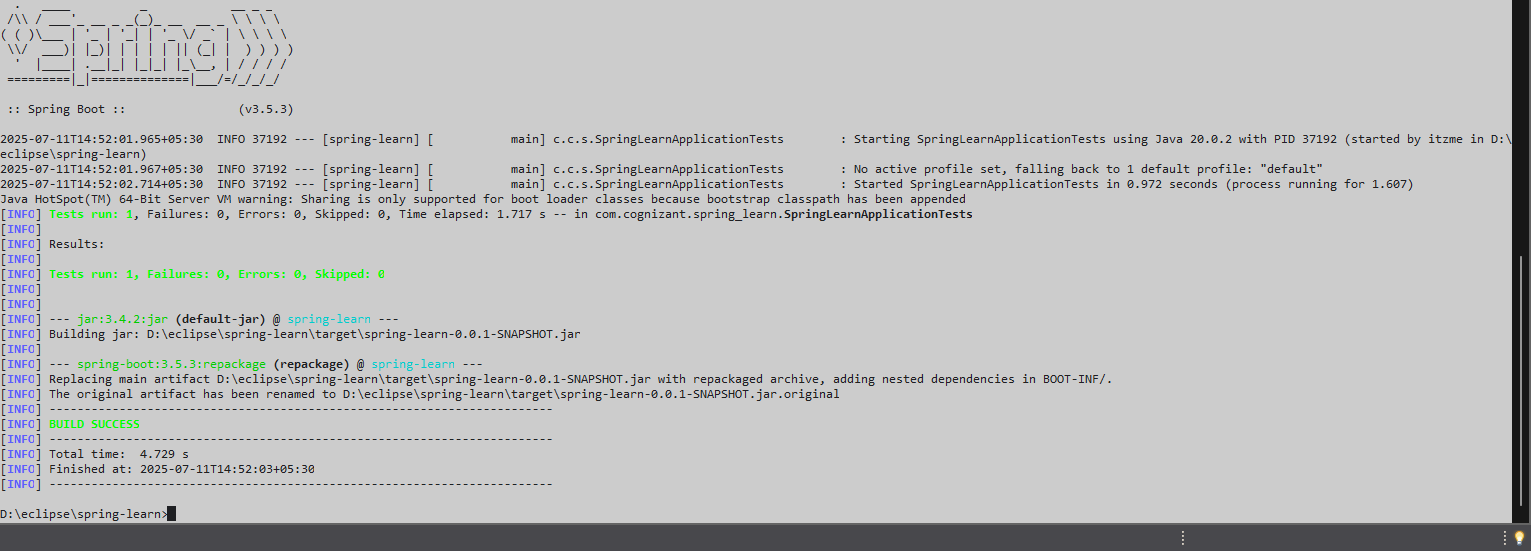 .   ____          _            __ _ _
 /\\ / ___'_ __ _ _(_)_ __  __ _ \ \ \ \
( ( )\___ | '_ | '_| | '_ \/ _` | \ \ \ \
 \\/  ___)| |_)| | | | | || (_| |  ) ) ) )
  '  |____| .__|_| |_|_| |_\__, | / / / /
 =========|_|==============|___/=/_/_/_/
 :: Spring Boot ::                (v3.5.3)
2025-07-11T14:52:01.965+05:30  INFO 37192 --- [spring-learn] [           main] c.c.s.SpringLearnApplicationTests        : Starting SpringLearnApplicationTests using Java 20.0.2 with PID 37192 (started by itzme in D:\
eclipse\spring-learn)
2025-07-11T14:52:01.967+05:30  INFO 37192 --- [spring-learn] [           main] c.c.s.SpringLearnApplicationTests        : No active profile set, falling back to 1 default profile: "default"
2025-07-11T14:52:02.714+05:30  INFO 37192 --- [spring-learn] [           main] c.c.s.SpringLearnApplicationTests        : Started SpringLearnApplicationTests in 0.972 seconds (process running for 1.607)
Java HotSpot(TM) 64-Bit Server VM warning: Sharing is only supported for boot loader classes because bootstrap classpath has been appended
[INFO] Tests run: 1, Failures: 0, Errors: 0, Skipped: 0, Time elapsed: 1.717 s -- in com.cognizant.spring_learn.SpringLearnApplicationTests
[INFO]
[INFO] Results:
[INFO]
[INFO] Tests run: 1, Failures: 0, Errors: 0, Skipped: 0
[INFO]
[INFO]
[INFO] --- jar:3.4.2:jar (default-jar) @ spring-learn ---
[INFO] Building jar: D:\eclipse\spring-learn\target\spring-learn-0.0.1-SNAPSHOT.jar
[INFO]
[INFO] --- spring-boot:3.5.3:repackage (repackage) @ spring-learn ---
[INFO] Replacing main artifact D:\eclipse\spring-learn\target\spring-learn-0.0.1-SNAPSHOT.jar with repackaged archive, adding nested dependencies in BOOT-INF/.
[INFO] The original artifact has been renamed to D:\eclipse\spring-learn\target\spring-learn-0.0.1-SNAPSHOT.jar.original
[INFO] ------------------------------------------------------------------------
[INFO] BUILD SUCCESS
[INFO] ------------------------------------------------------------------------
[INFO] Total time:  4.729 s
[INFO] Finished at: 2025-07-11T14:52:03+05:30
[INFO] ------------------------------------------------------------------------
D:\eclipse\spring-learn>